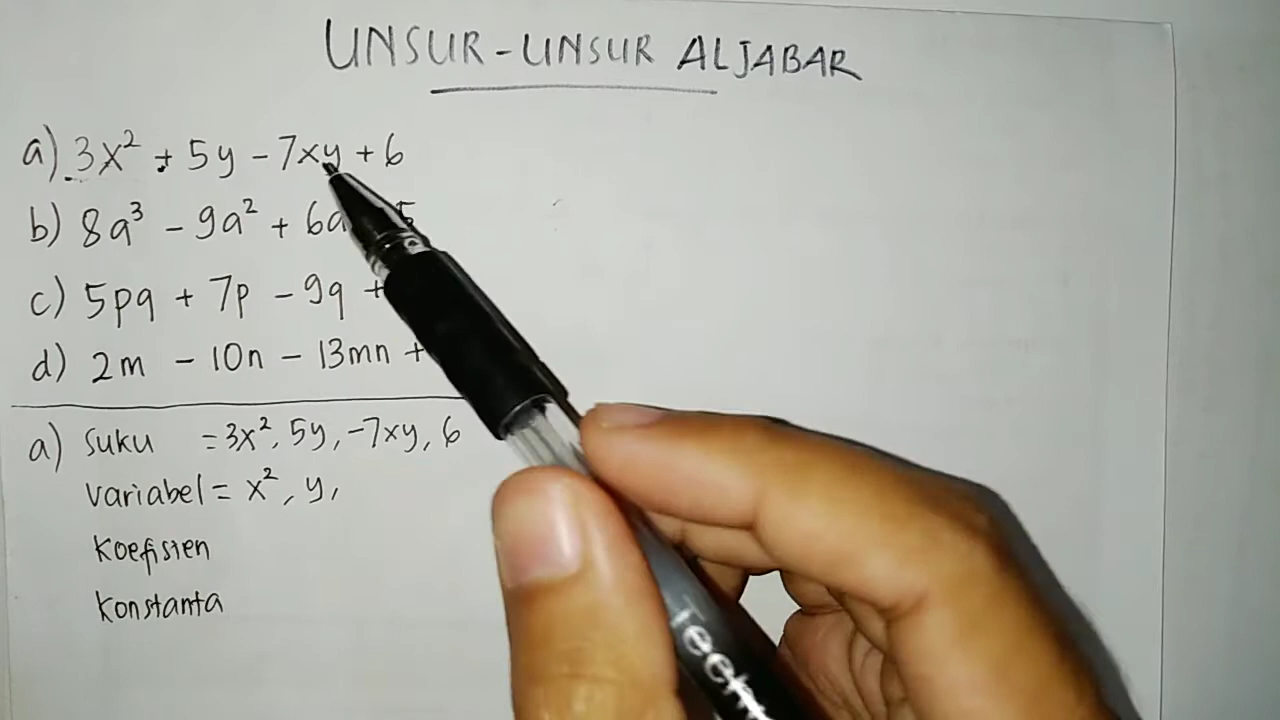 UNSUR-UNSUR ALJABAR
a) 3x² + 5y - 7xy + 6
b) 8a³ - 9a² + 6a 5
c) 5pq + 7p - 9q +
d) 2m - 10n - 13mn +
a) Suku = 3x², 5y, -7xy, 6
Variabel = x², y,
Koefisien
Konstanta